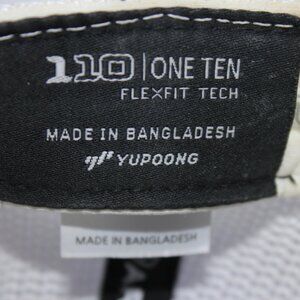 110 | ONE TEN
FLEXFIT TECH
MADE IN BANGLADESH
YUPOONG
MADE IN BANGLADESH